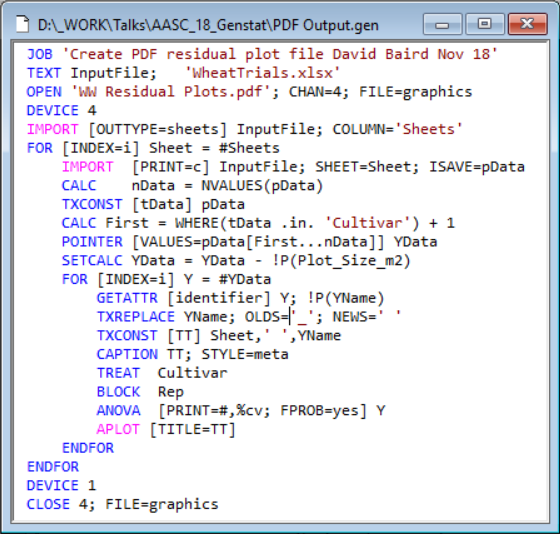 D:\_WORK\Talks\AASC_18_Genstat\PDF Output.gen
JOB 'Create PDF residual plot file David Baird Nov 18'
TEXT InputFile;   'WheatTrials.xlsx'
OPEN 'WW Residual Plots.pdf'; CHAN=4; FILE=graphics
DEVICE 4
IMPORT [OUTTYPE=sheets] InputFile; COLUMN='Sheets'
FOR [INDEX=i] Sheet = #Sheets
    IMPORT  [PRINT=c] InputFile; SHEET=Sheet; ISAVE=pData
    CALC    nData = NVALUES(pData)
    TXCONST [tData] pData
    CALC First = WHERE(tData .in. 'Cultivar') + 1
    POINTER [VALUES=pData[First...nData]] YData
    SETCALC YData = YData - !P(Plot_Size_m2)
    FOR [INDEX=i] Y = #YData
        GETATTR [identifier] Y; !P(YName)
        TXREPLACE YName; OLDS='_'; NEWS=' '
        TXCONST [TT] Sheet,' ',YName
        CAPTION TT; STYLE=meta
        TREAT  Cultivar
        BLOCK  Rep
        ANOVA  [PRINT=#,%cv; FPROB=yes] Y
        APLOT [TITLE=TT]
    ENDFOR
ENDFOR
DEVICE 1
CLOSE 4; FILE=graphics